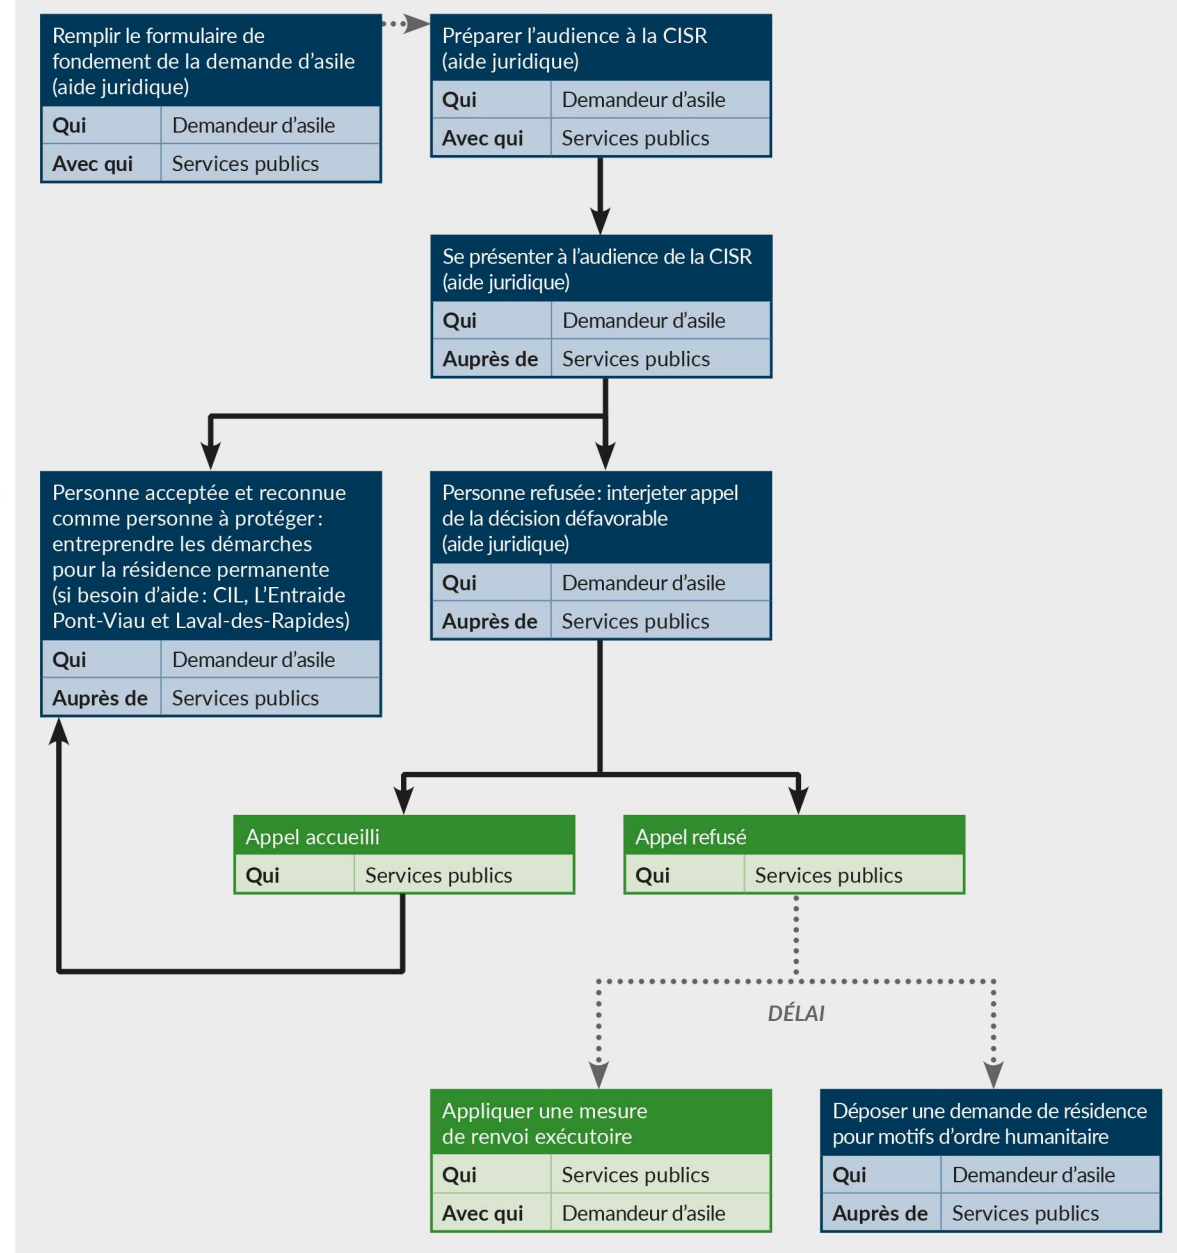 Remplir le formulaire de
fondement de la demande d’asile
(aide juridique)
Qui Demandeur d’asile
Avec qui Services publics
Préparer l’audience à la CISR
(aide juridique)
Qui Demandeur d’asile
Avec qui Services publics
Se présenter à l’audience de la CISR
(aide juridique)
Qui Demandeur d’asile
Auprès de Services publics
Personne acceptée et reconnue
comme personne à protéger :
entreprendre les démarches
pour la résidence permanente
(si besoin d’aide : CIL, L’Entraide
Pont-Viau et Laval-des-Rapides)
Qui Demandeur d’asile
Auprès de Services publics
Personne refusée : interjeter appel
de la décision défavorable
(aide juridique)
Qui Demandeur d’asile
Auprès de Services publics
Appel accueilli
Qui Services publics
Appel refusé
Qui Services publics
DÉLAI
Appliquer une mesure
de renvoi exécutoire
Qui Services publics
Avec qui Demandeur d’asile
Déposer une demande de résidence
pour motifs d’ordre humanitaire
Qui Demandeur d’asile
Auprès de Services publics